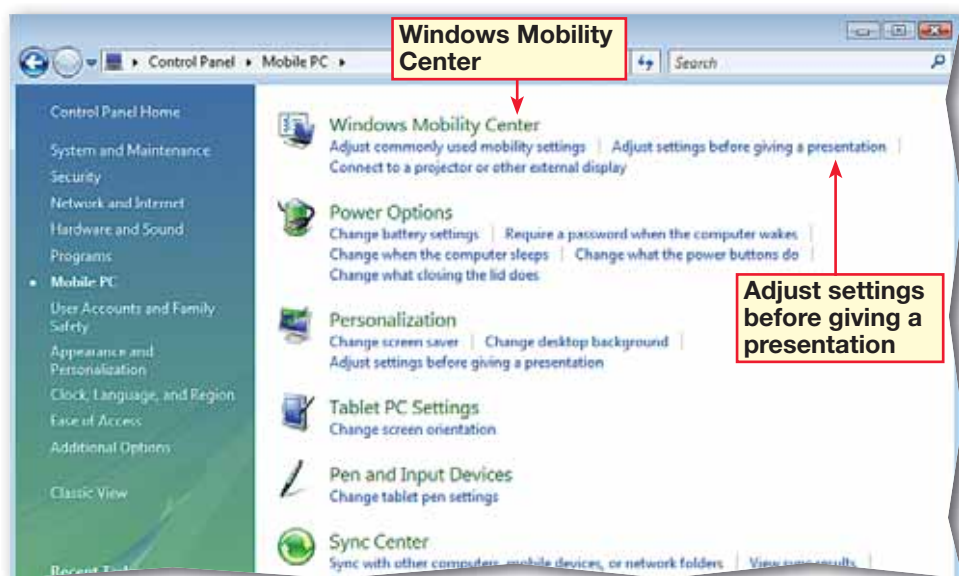 Windows Mobility
Center
Control Panel
Mobile PC
Search
Control Panel Home
System and Maintenance
Security
Network and Internet
Hardware and Sound
Programs
Mobile PC
User Accounts and Family
Safety
Appearance and
Personalization
Clock, Language, and Region
Ease of Access
Additional Options
Classic View
Recent
Windows Mobility Center
Adjust commonly used mobility settings | Adjust settings before giving a presentation |
Connect to a projector or other external display
Power Options
Change battery settings | Require a password when the computer wakes |
Change when the computer sleeps | Change what the power buttons do |
Change what closing the lid does
Adjust settings
before giving a
presentation
Personalization
Change screen saver | Change desktop background |
Adjust settings before giving a presentation
Tablet PC Settings
Change screen orientation
Pen and Input Devices
Change tablet pen settings
Sync Center
Sync with other computers, mobile devices, or network folders | View sync results |